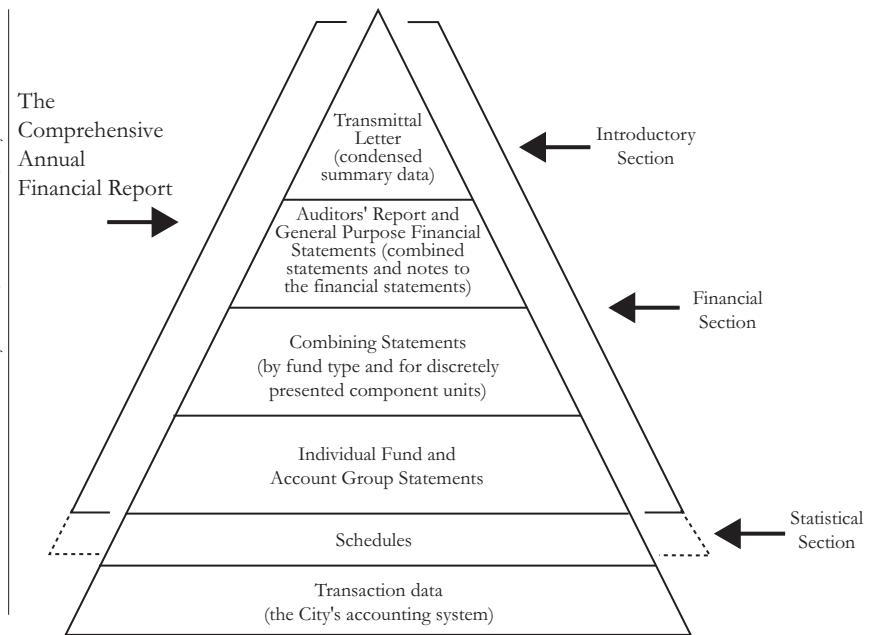 The
Comprehensive
Annual
Financial Report
Transmittal
Letter
(condensed
summary data)
Introductory
Section
Auditors' Report and
General Purpose Financial
Statements (combined
statements and notes to
the financial statements)
Financial
Section
Combining Statements
(by fund type and for discretely
presented component units)
Individual Fund and
Account Group Statements
Statistical
Section
Schedules
Transaction data
(the City's accounting system)